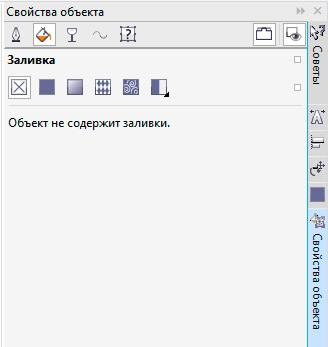 Свойства объекта
Заливка
Объект не содержит заливки.
Советы
Свойства объекта